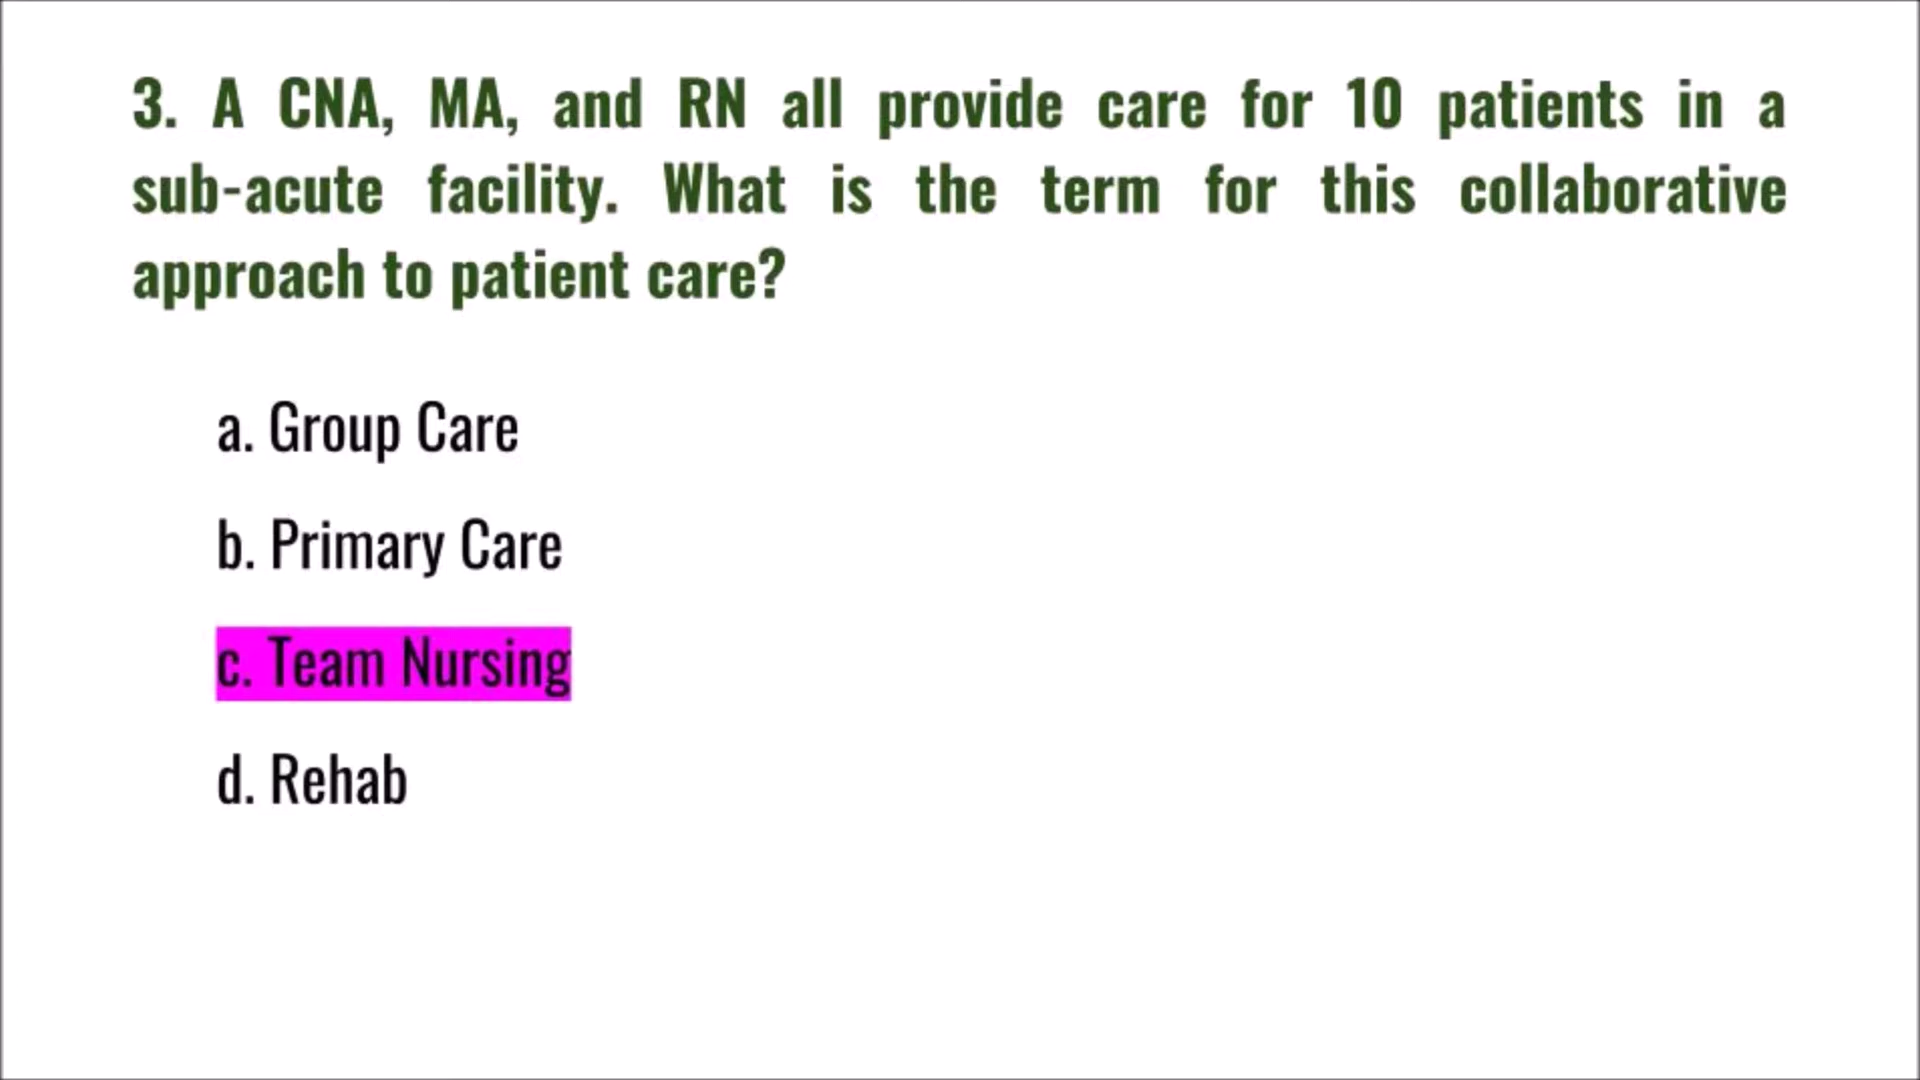 3. A CNA, MA, and RN all provide care for 10 patients in a
sub-acute facility. What is the term for this collaborative
approach to patient care?
a. Group Care
b. Primary Care
c. Team Nursing
d. Rehab